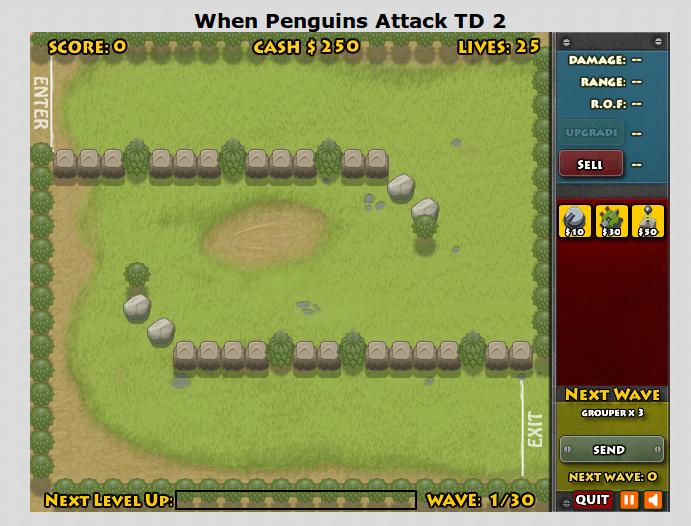 When Penguins Attack TD 2
SCORE: 0 CASH $ 250 LIVES: 25
ENTER
DAMAGE: --
RANGE: --
R.O.F: --
UPGRADE --
SELL --
$10 $30 $50
NEXT WAVE
GROUPER X 3
EXIT
SEND
NEXT WAVE: 0
NEXT LEVEL UP: WAVE: 1/30
QUIT